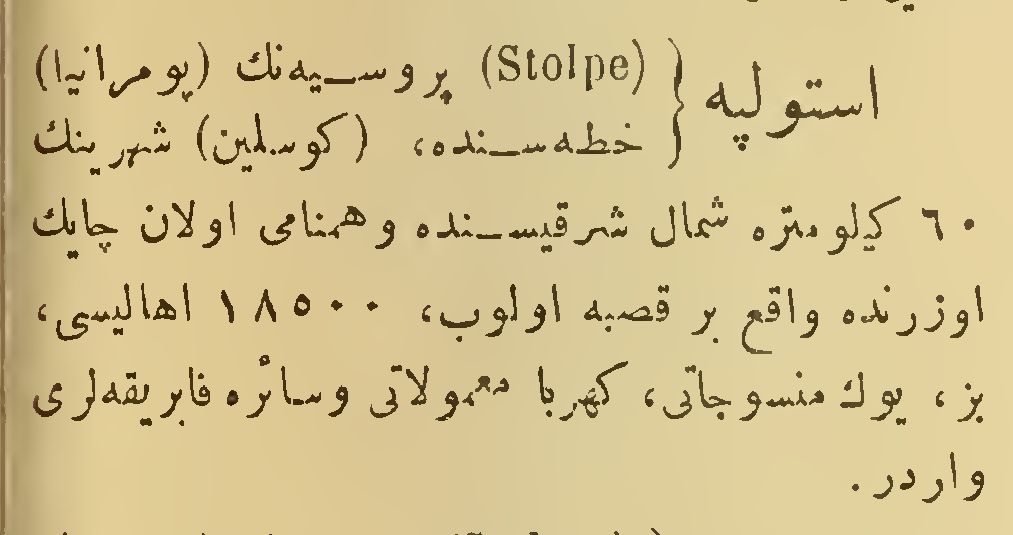 استولپه { (Stolpe) پروسیه‌نك (پومرانیا)
خطه‌سنده، (كوسلین) شهرینك
٦٠ كیلومتره شمال شرقیسنده وهمنامی اولان چایك
اوزرنده واقع بر قصبه اولوب، ١٨٥٠٠ اهالیسی،
بز، یوك منسوجاتی، كهربا معمولاتی وسائره فابریقه‌لری
واردر.